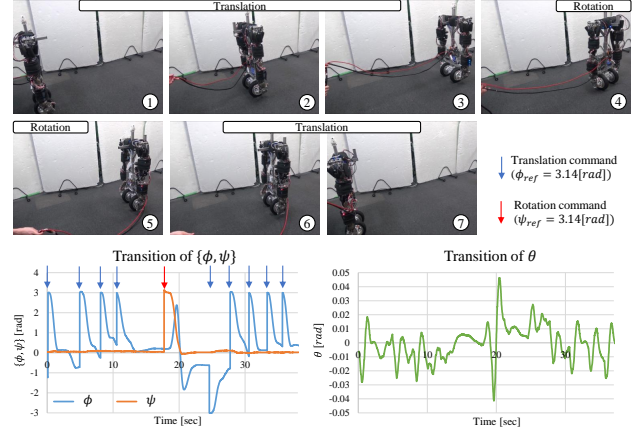 Translation
Rotation
1
2
3
4
Rotation
Translation
5
6
7
Translation command
(ϕ_ref = 3.14[rad])
Rotation command
(ψ_ref = 3.14[rad])
Transition of {ϕ, ψ}
4
3
2
1
0
-1
-2
-3
{ϕ, ψ} [rad]
0
10
20
30
ϕ
ψ
Time [sec]
Transition of θ
0.05
0.04
0.03
0.02
0.01
0
-0.01
-0.02
-0.03
-0.04
-0.05
θ [rad]
0
10
20
30
Time [sec]